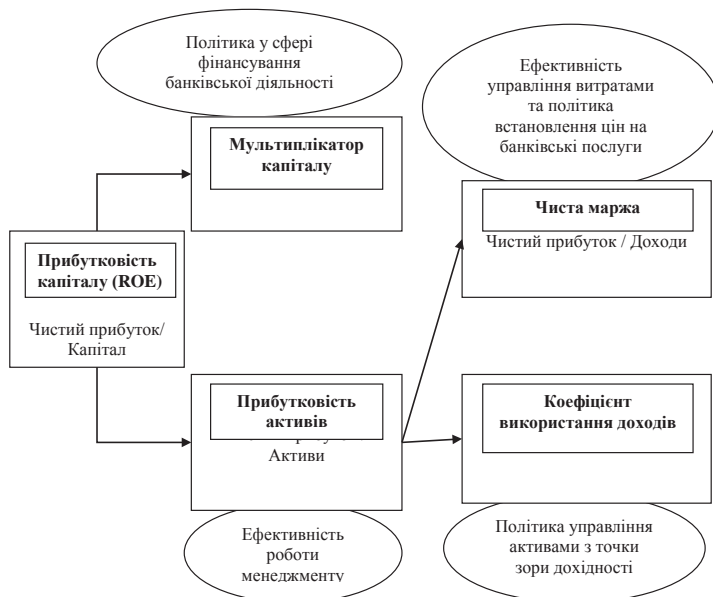 Політика у сфері
фінансування
банківської діяльності
Мультиплікатор
капіталу
Ефективність
управління витратами
та політика
встановлення цін на
банківські послуги
Чиста маржа
Чистий прибуток / Доходи
Прибутковість
капіталу (ROE)
Чистий прибуток/
Капітал
Прибутковість
активів
Активи
Коефіцієнт
використання доходів
Ефективність
роботи
менеджменту
Політика управління
активами з точки
зори дохідності